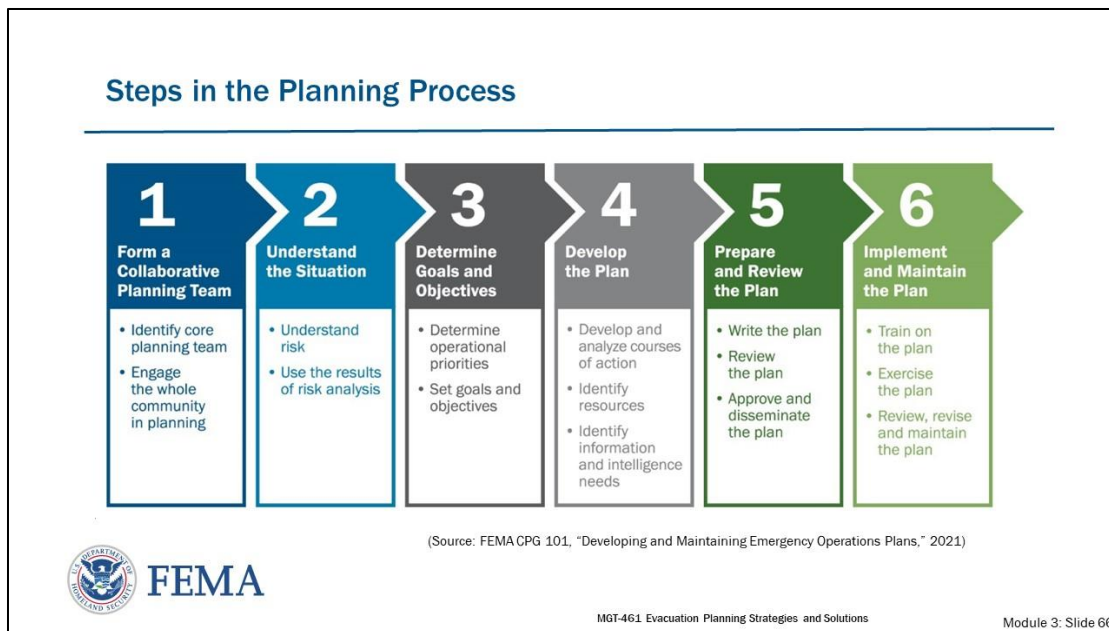 Steps in the Planning Process
1
Form a
Collaborative
Planning Team
• Identify core
planning team
• Engage
the whole
community
in planning
2
Understand
the Situation
• Understand
risk
• Use the results
of risk analysis
3
Determine
Goals and
Objectives
• Determine
operational
priorities
• Set goals and
objectives
4
Develop
the Plan
• Develop and
analyze courses
of action
• Identify
resources
• Identify
information
and intelligence
needs
5
Prepare
and Review
the Plan
• Write the plan
• Review
the plan
• Approve and
disseminate
the plan
6
Implement
and Maintain
the Plan
• Train on
the plan
• Exercise
the plan
• Review, revise
and maintain
the plan
(Source: FEMA CPG 101, “Developing and Maintaining Emergency Operations Plans,” 2021)
U.S. DEPARTMENT OF
HOMELAND SECURITY
FEMA
MGT-461 Evacuation Planning Strategies and Solutions
Module 3: Slide 66